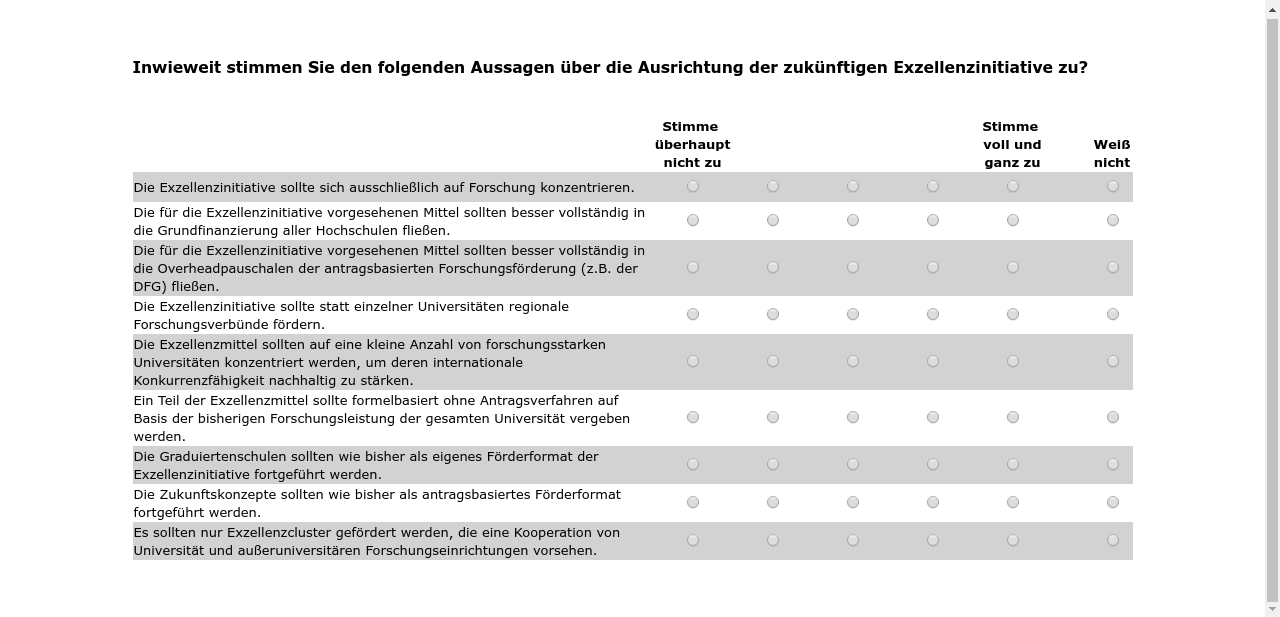 Inwieweit stimmen Sie den folgenden Aussagen über die Ausrichtung der zukünftigen Exzellenzinitiative zu?
Stimme überhaupt nicht zu
Stimme voll und ganz zu
Weiß nicht
Die Exzellenzinitiative sollte sich ausschließlich auf Forschung konzentrieren.
Die für die Exzellenzinitiative vorgesehenen Mittel sollten besser vollständig in
die Grundfinanzierung aller Hochschulen fließen.
Die für die Exzellenzinitiative vorgesehenen Mittel sollten besser vollständig in
die Overheadpauschalen der antragsbasierten Forschungsförderung (z.B. der
DFG) fließen.
Die Exzellenzinitiative sollte statt einzelner Universitäten regionale
Forschungsverbünde fördern.
Die Exzellenzmittel sollten auf eine kleine Anzahl von forschungsstarken
Universitäten konzentriert werden, um deren internationale
Konkurrenzfähigkeit nachhaltig zu stärken.
Ein Teil der Exzellenzmittel sollte formelbasiert ohne Antragsverfahren auf
Basis der bisherigen Forschungsleistung der gesamten Universität vergeben
werden.
Die Graduiertenschulen sollten wie bisher als eigenes Förderformat der
Exzellenzinitiative fortgeführt werden.
Die Zukunftskonzepte sollten wie bisher als antragsbasiertes Förderformat
fortgeführt werden.
Es sollten nur Exzellenzcluster gefördert werden, die eine Kooperation von
Universität und außeruniversitären Forschungseinrichtungen vorsehen.